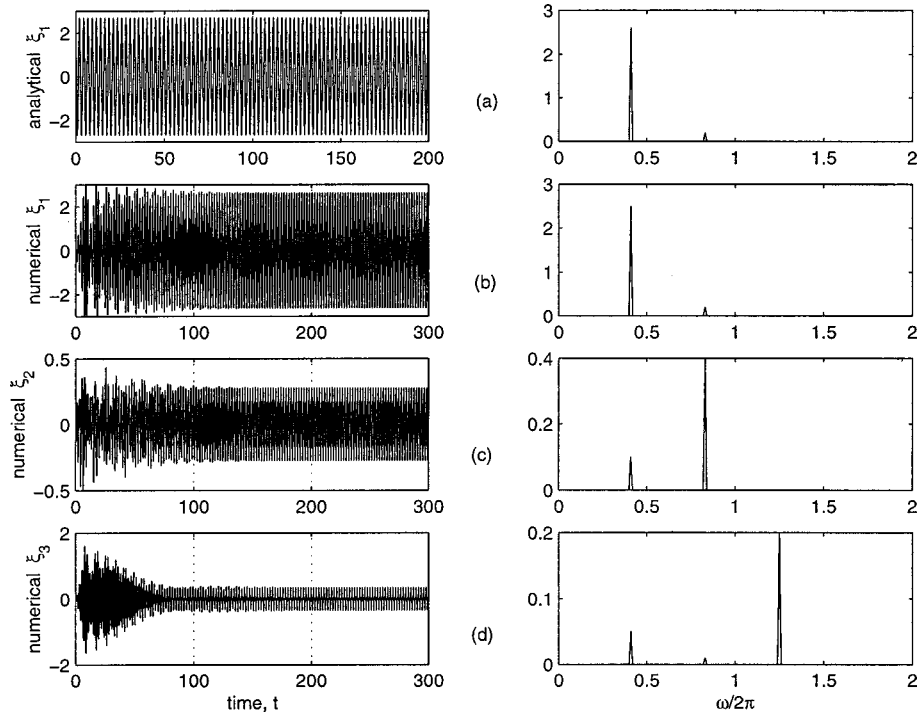 analytical ξ₁
2
0
−2
0 50 100 150 200
(a)
3
2
1
0
0 0.5 1 1.5 2
numerical ξ₁
2
0
−2
0 100 200 300
(b)
3
2
1
0
0 0.5 1 1.5 2
numerical ξ₂
0.5
0
−0.5
0 100 200 300
(c)
0.4
0.2
0
0 0.5 1 1.5 2
numerical ξ₃
2
0
−2
0 100 200 300
time, t
(d)
0.2
0.1
0
0 0.5 1 1.5 2
ω/2π